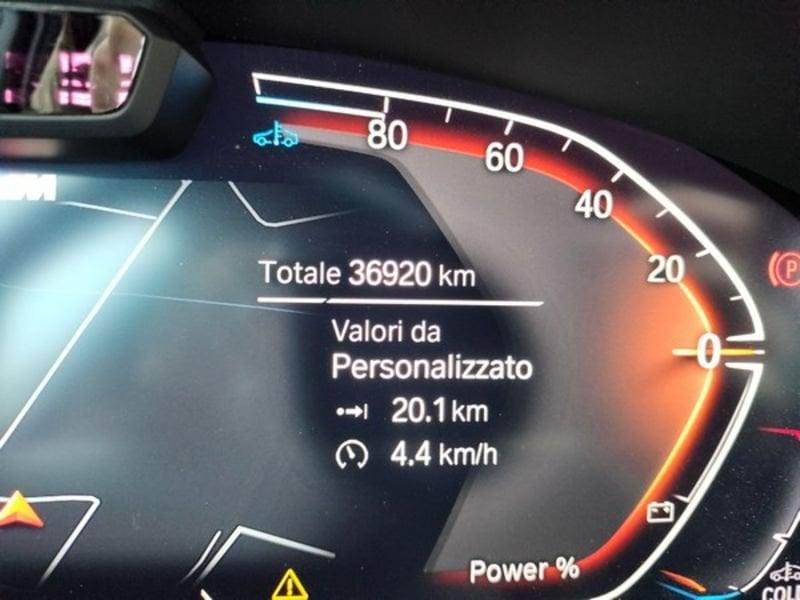 80
60
40
20
0
M
Totale 36920 km
Valori da
Personalizzato
20.1 km
4.4 km/h
P
Power %